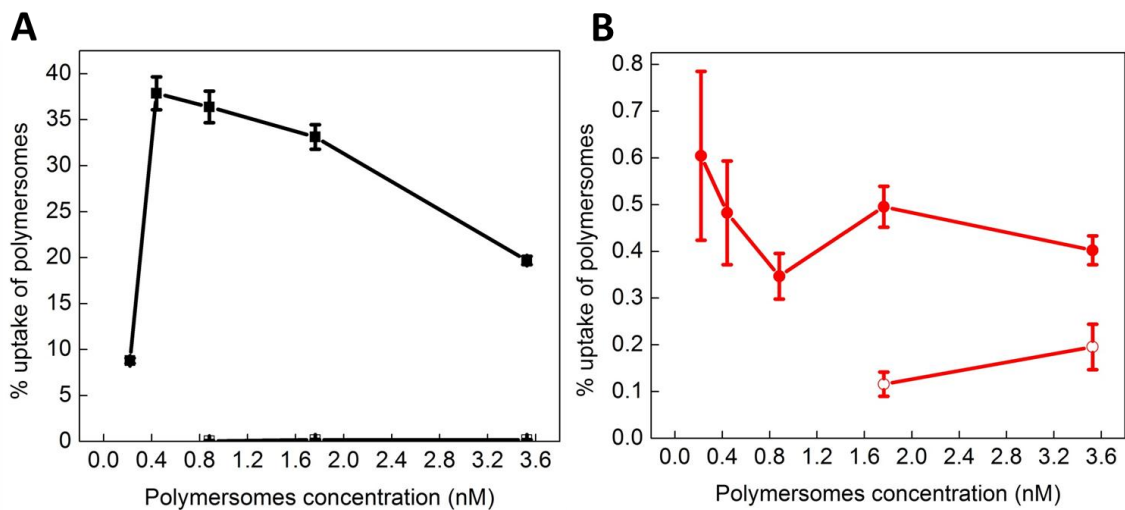 A
B
% uptake of polymersomes
40
35
30
25
20
15
10
5
0
0.0 0.4 0.8 1.2 1.6 2.0 2.4 2.8 3.2 3.6
Polymersomes concentration (nM)
% uptake of polymersomes
0.8
0.7
0.6
0.5
0.4
0.3
0.2
0.1
0.0
0.0 0.4 0.8 1.2 1.6 2.0 2.4 2.8 3.2 3.6
Polymersomes concentration (nM)